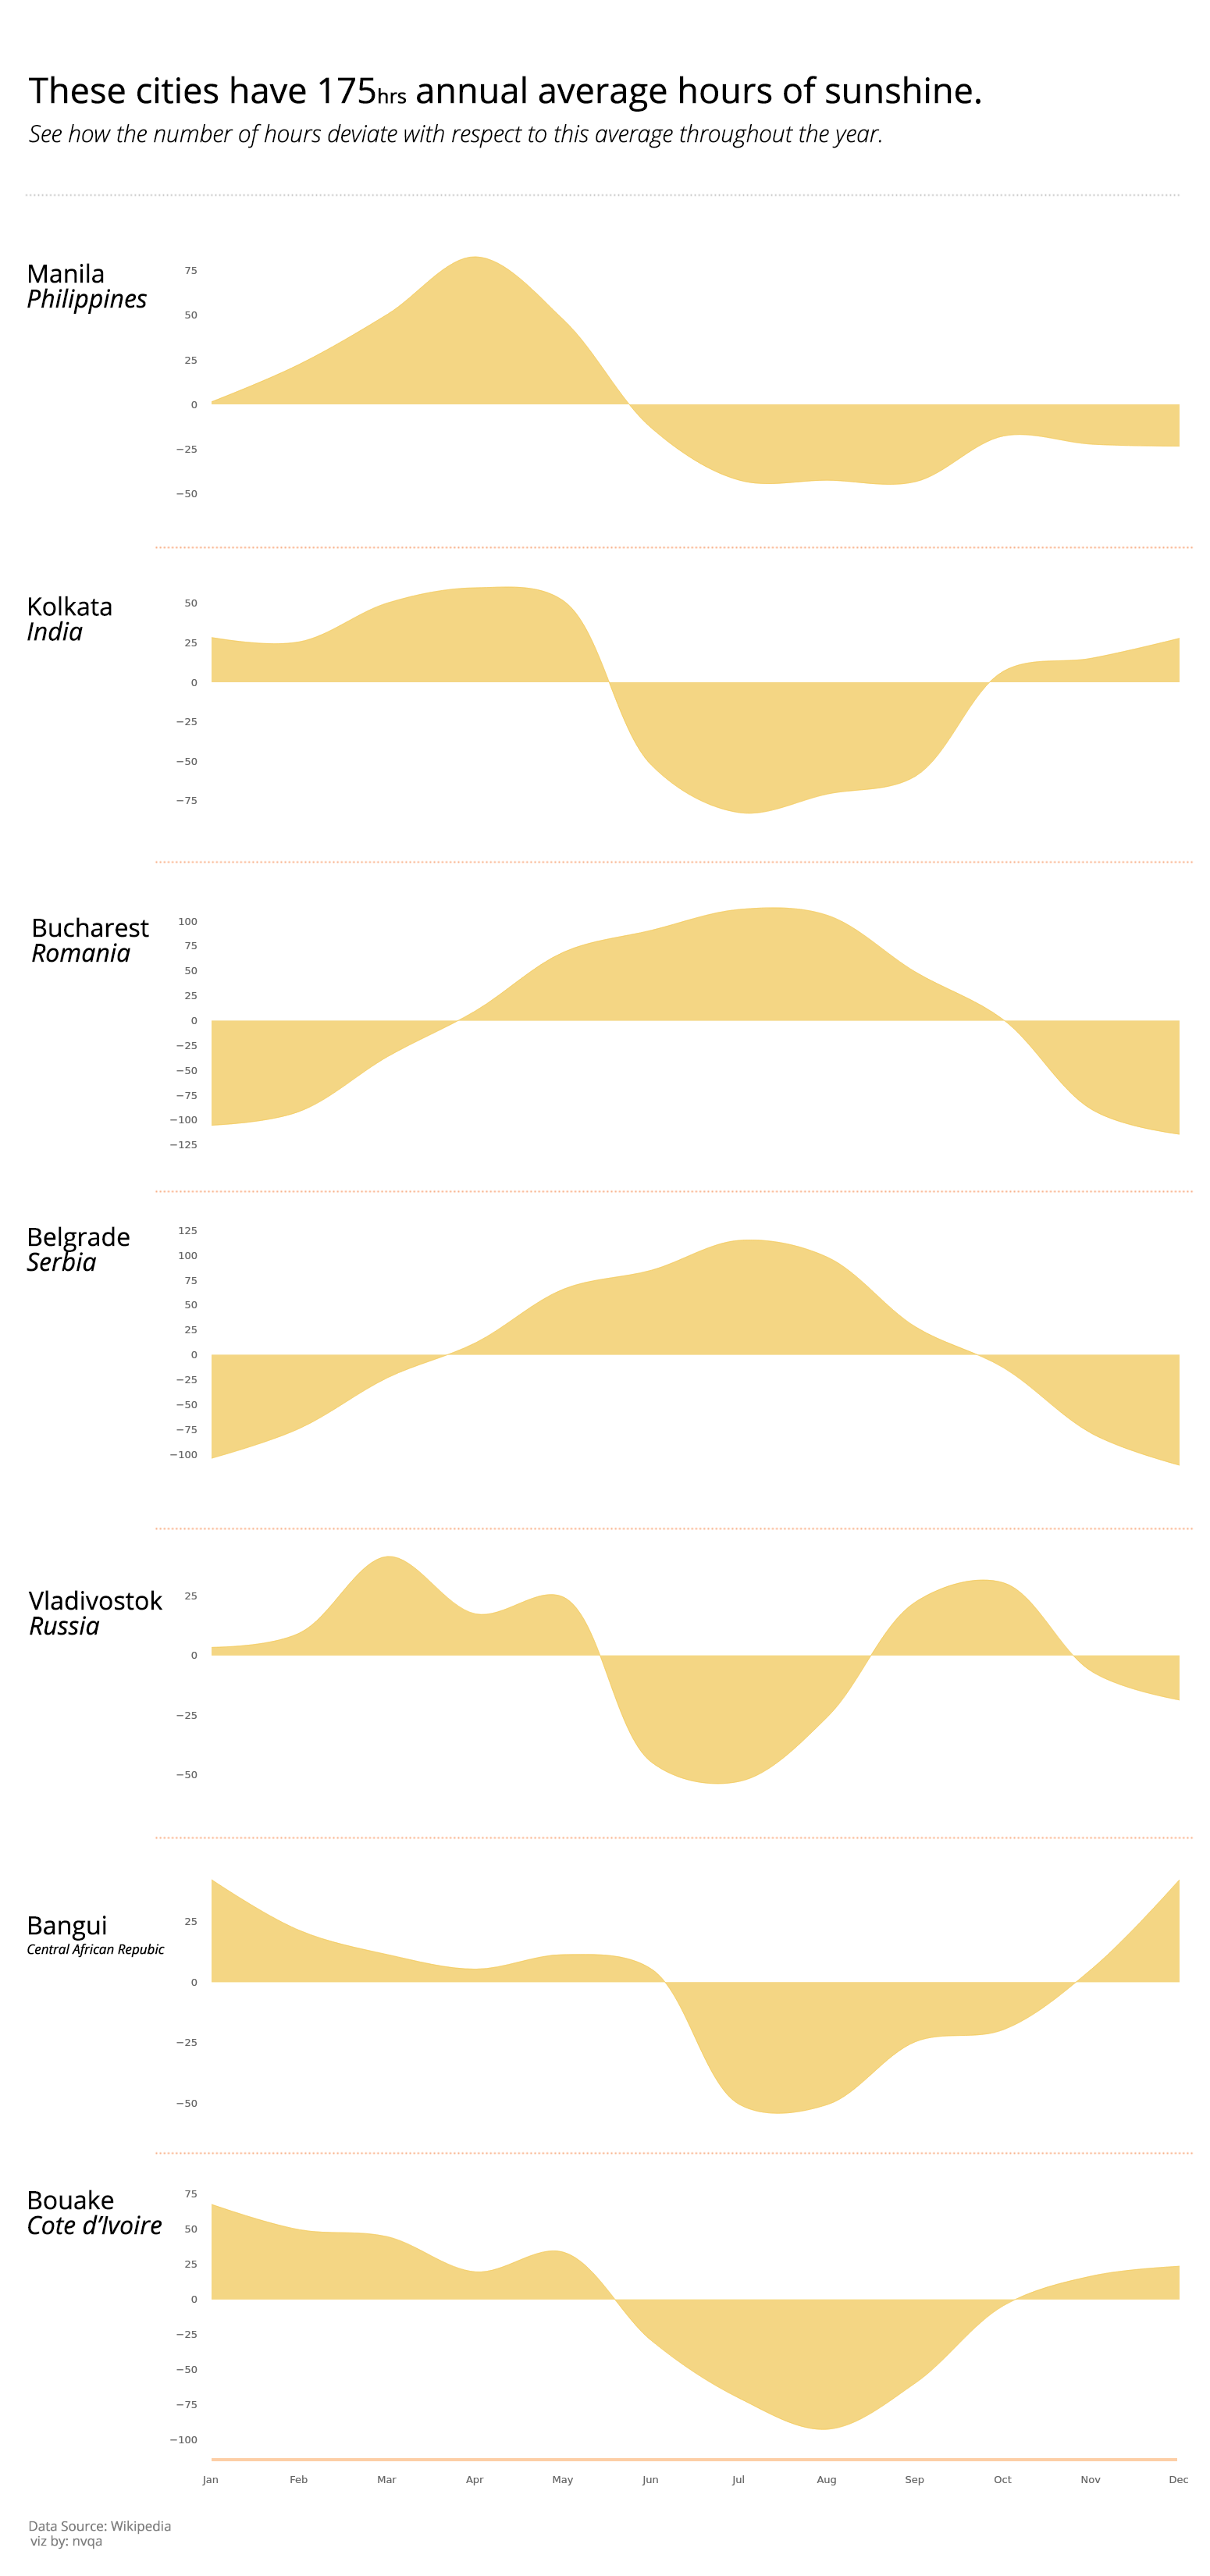 These cities have 175hrs annual average hours of sunshine.
See how the number of hours deviate with respect to this average throughout the year.
Manila
Philippines
75
50
25
0
−25
−50
Kolkata
India
50
25
0
−25
−50
−75
Bucharest
Romania
100
75
50
25
0
−25
−50
−75
−100
−125
Belgrade
Serbia
125
100
75
50
25
0
−25
−50
−75
−100
Vladivostok
Russia
25
0
−25
−50
Bangui
Central African Repubic
25
0
−25
−50
Bouake
Cote d’Ivoire
75
50
25
0
−25
−50
−75
−100
Jan Feb Mar Apr May Jun Jul Aug Sep Oct Nov Dec
Data Source: Wikipedia
viz by: nvqa